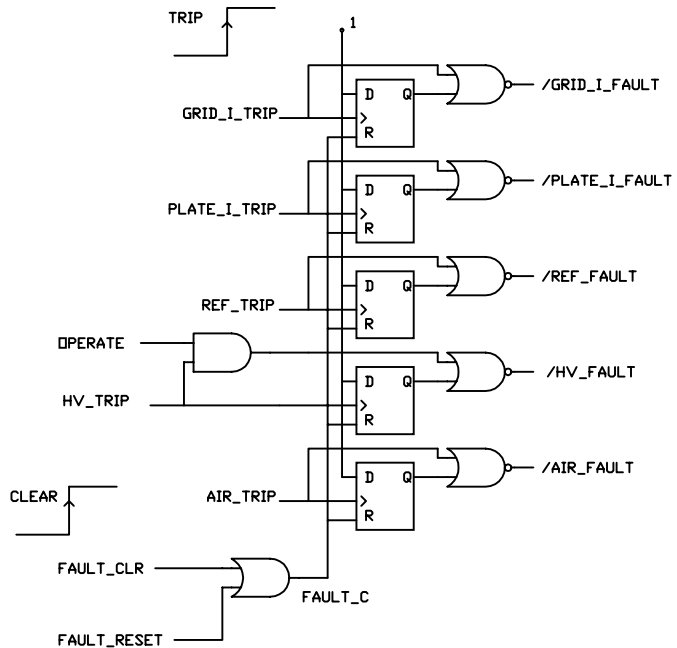 TRIP
1
D Q
GRID_I_TRIP
R
/GRID_I_FAULT
D Q
PLATE_I_TRIP
R
/PLATE_I_FAULT
D Q
REF_TRIP
R
/REF_FAULT
OPERATE
HV_TRIP
D Q
R
/HV_FAULT
CLEAR
AIR_TRIP
D Q
R
/AIR_FAULT
FAULT_CLR
FAULT_C
FAULT_RESET